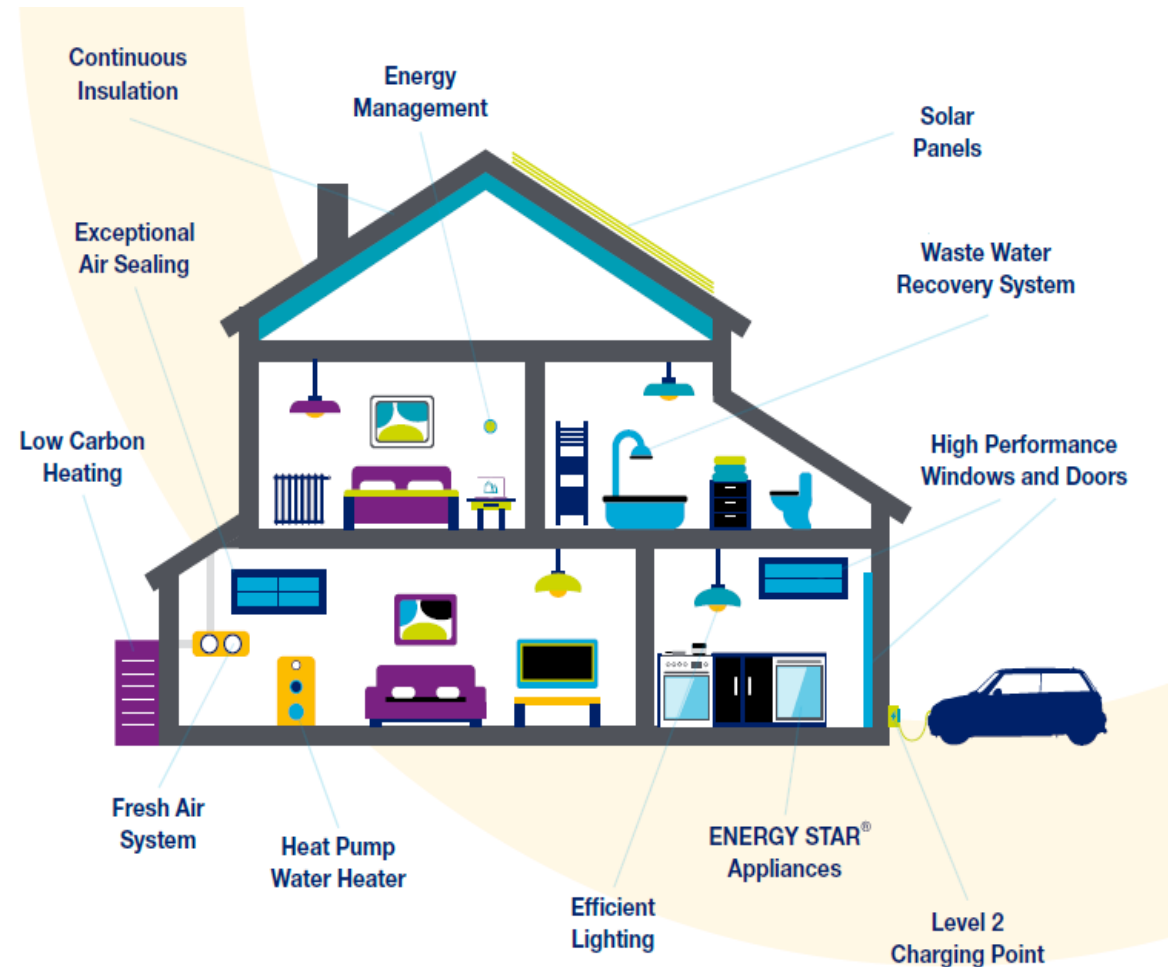 Continuous
Insulation
Energy
Management
Solar
Panels
Exceptional
Air Sealing
Waste Water
Recovery System
Low Carbon
Heating
High Performance
Windows and Doors
Fresh Air
System
Heat Pump
Water Heater
ENERGY STAR®
Appliances
Efficient
Lighting
Level 2
Charging Point